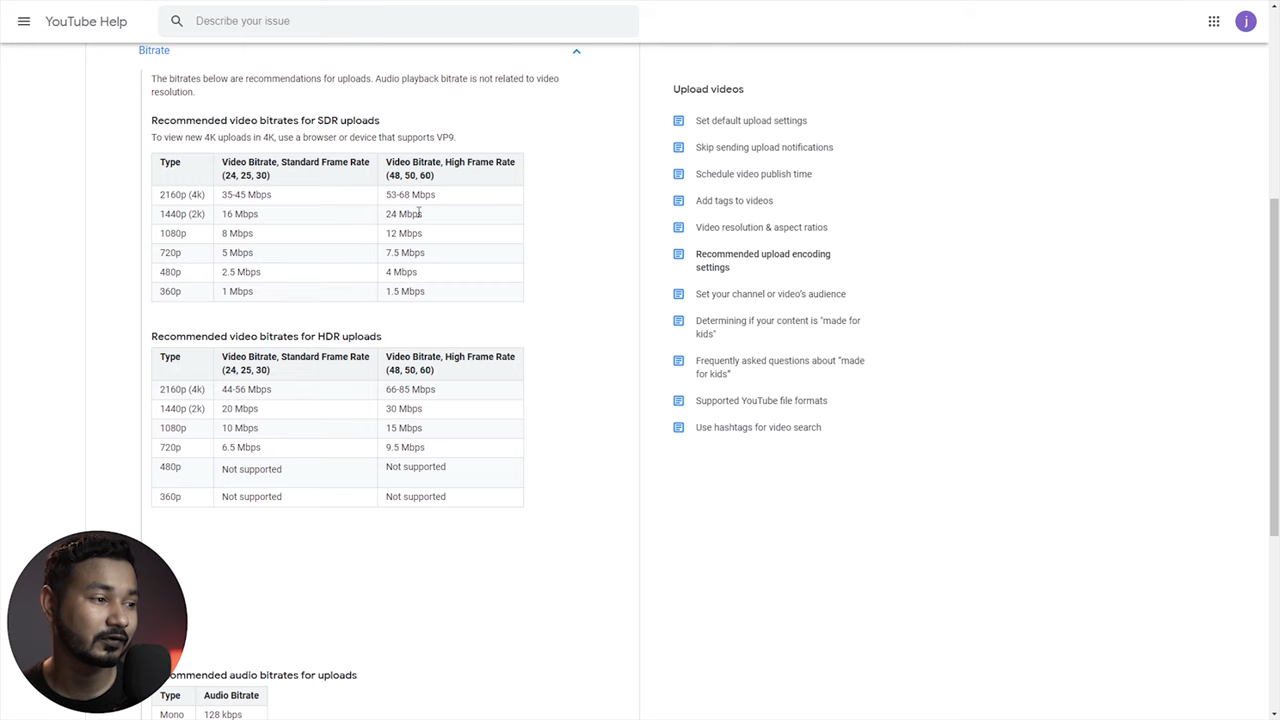 YouTube Help
Describe your issue
j
Bitrate
The bitrates below are recommendations for uploads. Audio playback bitrate is not related to video
resolution.
Recommended video bitrates for SDR uploads
To view new 4K uploads in 4K, use a browser or device that supports VP9.
Type Video Bitrate, Standard Frame Rate (24, 25, 30) Video Bitrate, High Frame Rate (48, 50, 60)
2160p (4k) 35-45 Mbps 53-68 Mbps
1440p (2k) 16 Mbps 24 Mbps
1080p 8 Mbps 12 Mbps
720p 5 Mbps 7.5 Mbps
480p 2.5 Mbps 4 Mbps
360p 1 Mbps 1.5 Mbps
Recommended video bitrates for HDR uploads
Type Video Bitrate, Standard Frame Rate (24, 25, 30) Video Bitrate, High Frame Rate (48, 50, 60)
2160p (4k) 44-56 Mbps 66-85 Mbps
1440p (2k) 20 Mbps 30 Mbps
1080p 10 Mbps 15 Mbps
720p 6.5 Mbps 9.5 Mbps
480p Not supported Not supported
360p Not supported Not supported
ommended audio bitrates for uploads
Type Audio Bitrate
Mono 128 kbps
Upload videos
Set default upload settings
Skip sending upload notifications
Schedule video publish time
Add tags to videos
Video resolution & aspect ratios
Recommended upload encoding
settings
Set your channel or video's audience
Determining if your content is "made for
kids"
Frequently asked questions about "made
for kids"
Supported YouTube file formats
Use hashtags for video search